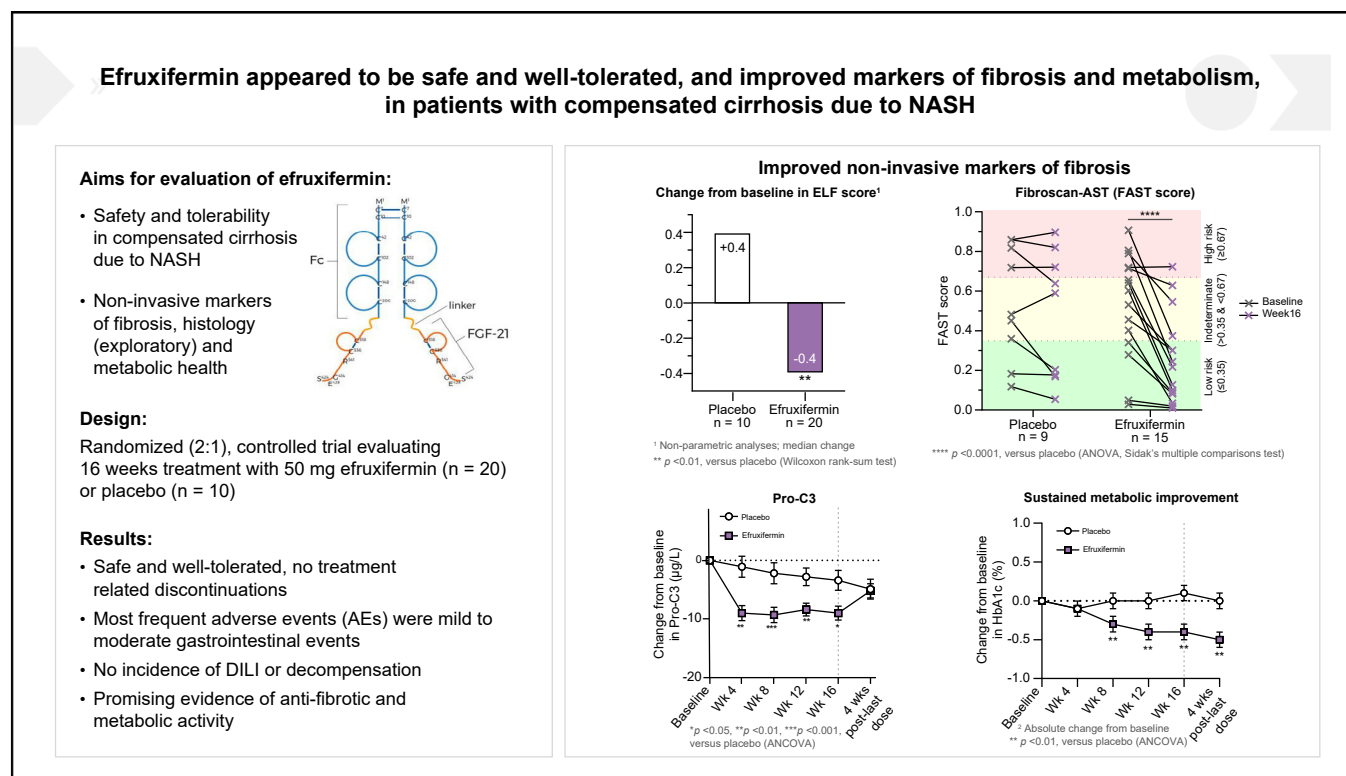 Efruxifermin appeared to be safe and well-tolerated, and improved markers of fibrosis and metabolism,
in patients with compensated cirrhosis due to NASH
Aims for evaluation of efruxifermin:
• Safety and tolerability
in compensated cirrhosis
due to NASH
• Non-invasive markers
of fibrosis, histology
(exploratory) and
metabolic health
Fc
linker
FGF-21
Design:
Randomized (2:1), controlled trial evaluating
16 weeks treatment with 50 mg efruxifermin (n = 20)
or placebo (n = 10)
Results:
• Safe and well-tolerated, no treatment
related discontinuations
• Most frequent adverse events (AEs) were mild to
moderate gastrointestinal events
• No incidence of DILI or decompensation
• Promising evidence of anti-fibrotic and
metabolic activity
Improved non-invasive markers of fibrosis
Change from baseline in ELF score¹
0.4
0.2
0.0
-0.2
-0.4
+0.4
-0.4
**
Placebo
n = 10
Efruxifermin
n = 20
¹ Non-parametric analyses; median change
** p <0.01, versus placebo (Wilcoxon rank-sum test)
Fibroscan-AST (FAST score)
FAST score
1.0
0.8
0.6
0.4
0.2
0.0
****
High risk
(≥0.67)
Indeterminate
(>0.35 & <0.67)
Low risk
(≤0.35)
Baseline
Week16
Placebo
n = 9
Efruxifermin
n = 15
**** p <0.0001, versus placebo (ANOVA, Sidak's multiple comparisons test)
Pro-C3
Placebo
Efruxifermin
Change from baseline
in Pro-C3 (µg/L)
0
-10
-20
**
***
**
*
Baseline
Wk 4
Wk 8
Wk 12
Wk 16
4 wks
post-last
dose
*p <0.05, **p <0.01, ***p <0.001,
versus placebo (ANCOVA)
Sustained metabolic improvement
Placebo
Efruxifermin
Change from baseline
in HbA1c (%)
1.0
0.5
0.0
-0.5
-1.0
**
**
**
**
Baseline
Wk 4
Wk 8
Wk 12
Wk 16
4 wks
post-last
dose
² Absolute change from baseline
** p <0.01, versus placebo (ANCOVA)